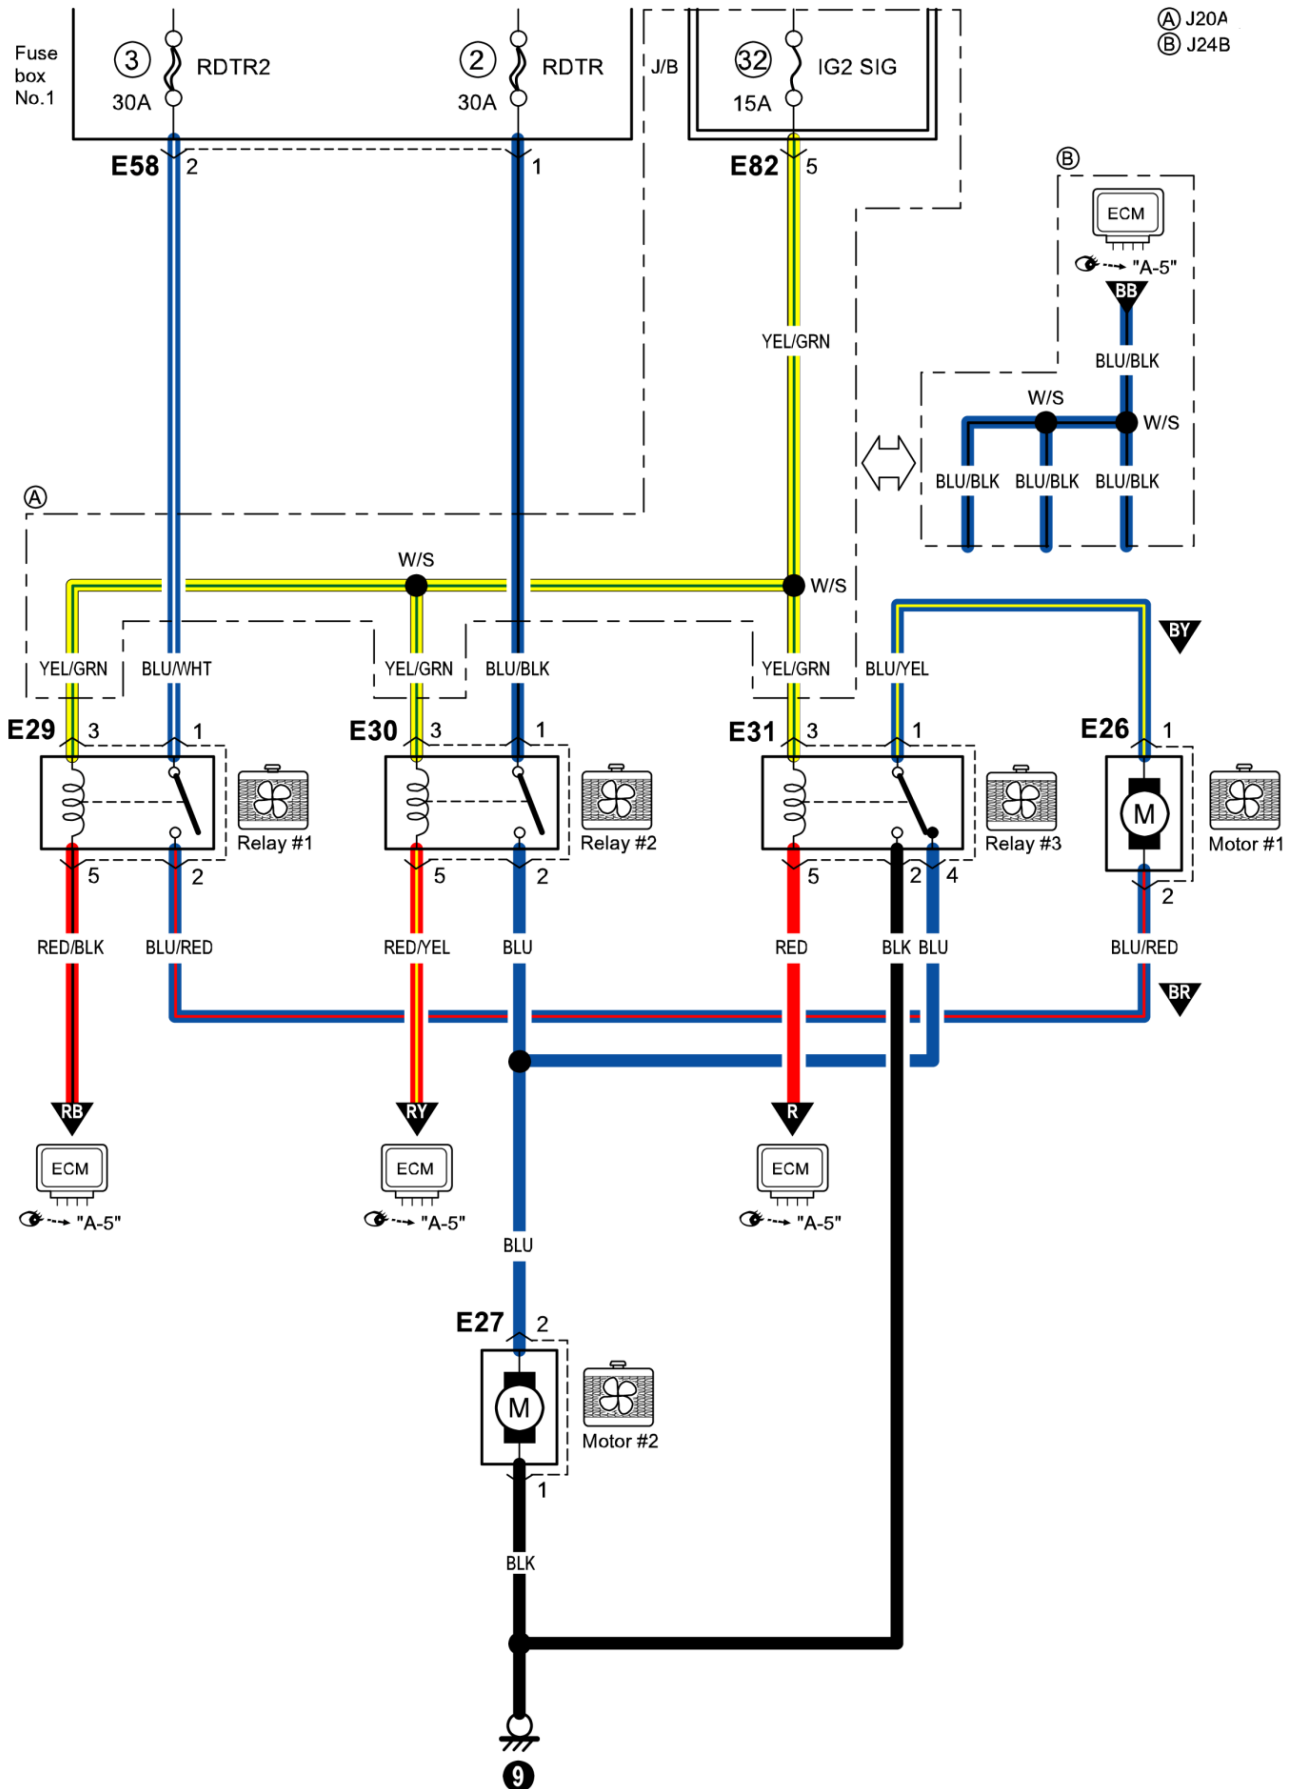 Ⓐ J20A
Ⓑ J24B
Fuse
box
No.1
3
RDTR2
30A
2
RDTR
30A
J/B
32
IG2 SIG
15A
E58 2
1
E82 5
Ⓑ
ECM
"A-5"
BB
YEL/GRN
BLU/BLK
W/S
W/S
BLU/BLK BLU/BLK BLU/BLK
Ⓐ
W/S
W/S
BY
YEL/GRN BLU/WHT YEL/GRN BLU/BLK YEL/GRN BLU/YEL
E29 3 1
E30 3 1
E31 3 1
E26 1
M
Relay #1
Relay #2
Relay #3
Motor #1
5 2
5 2
5 2 4
2
RED/BLK BLU/RED RED/YEL BLU RED BLK BLU BLU/RED
BR
RB
RY
R
ECM
ECM
ECM
"A-5"
"A-5"
"A-5"
BLU
E27 2
M
Motor #2
1
BLK
9